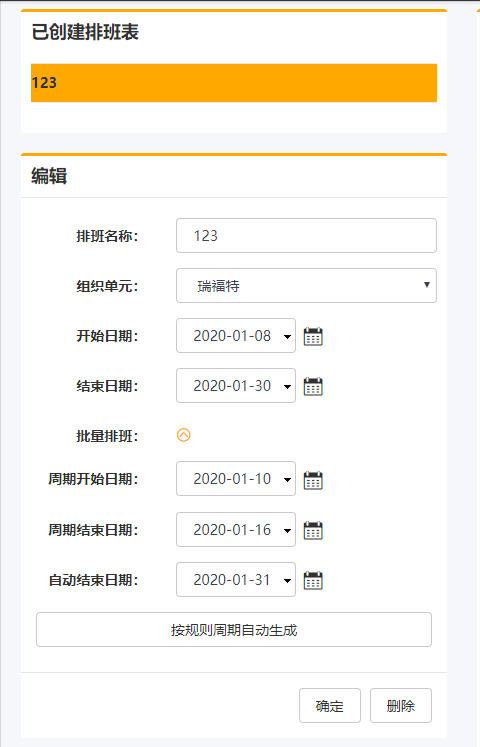 已创建排班表
123
编辑
排班名称: 123
组织单元: 瑞福特
开始日期: 2020-01-08
结束日期: 2020-01-30
批量排班:
周期开始日期: 2020-01-10
周期结束日期: 2020-01-16
自动结束日期: 2020-01-31
按规则周期自动生成
确定 删除